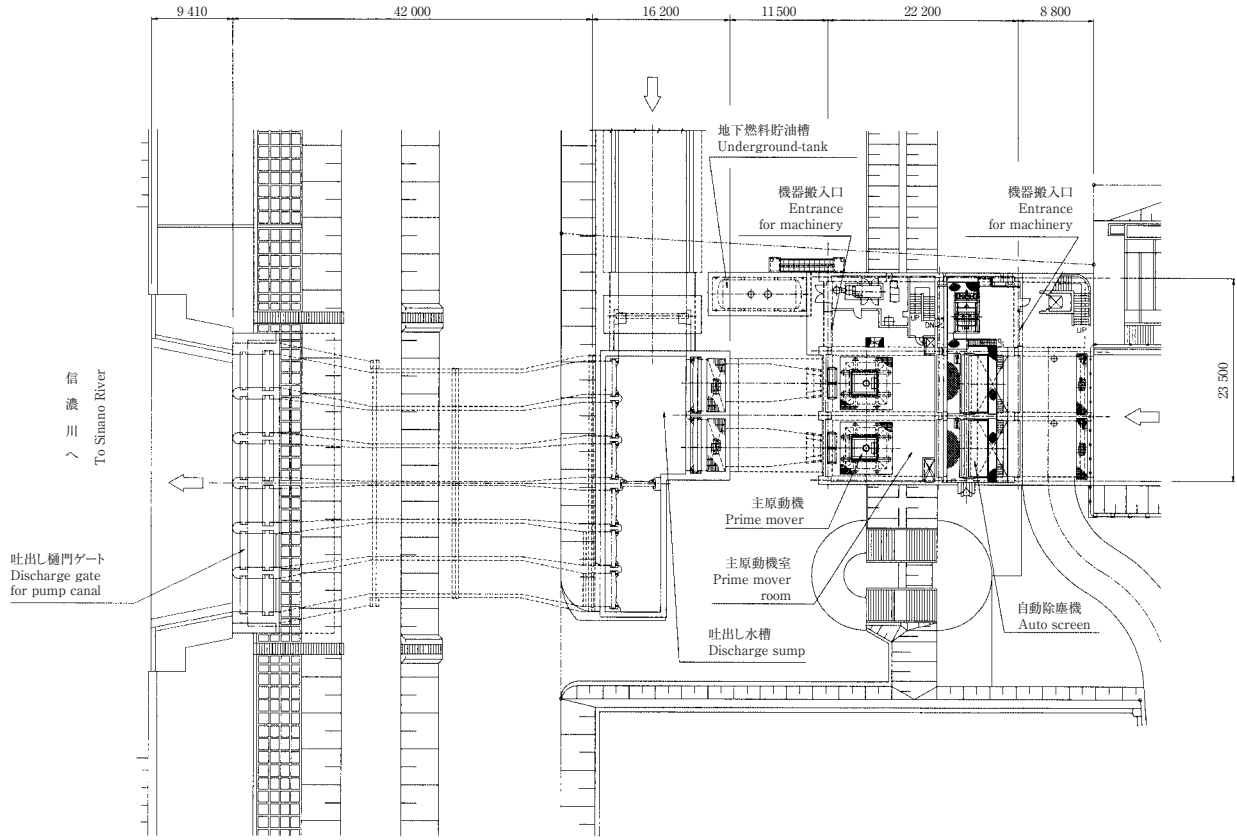 9 410
42 000
16 200
11 500
22 200
8 800
地下燃料貯油槽
Underground-tank
機器搬入口
Entrance
for machinery
機器搬入口
Entrance
for machinery
UP
DN
UP
23 500
信濃川へ
To Sinano River
主原動機
Prime mover
主原動機室
Prime mover
room
吐出し樋門ゲート
Discharge gate
for pump canal
自動除塵機
Auto screen
吐出し水槽
Discharge sump